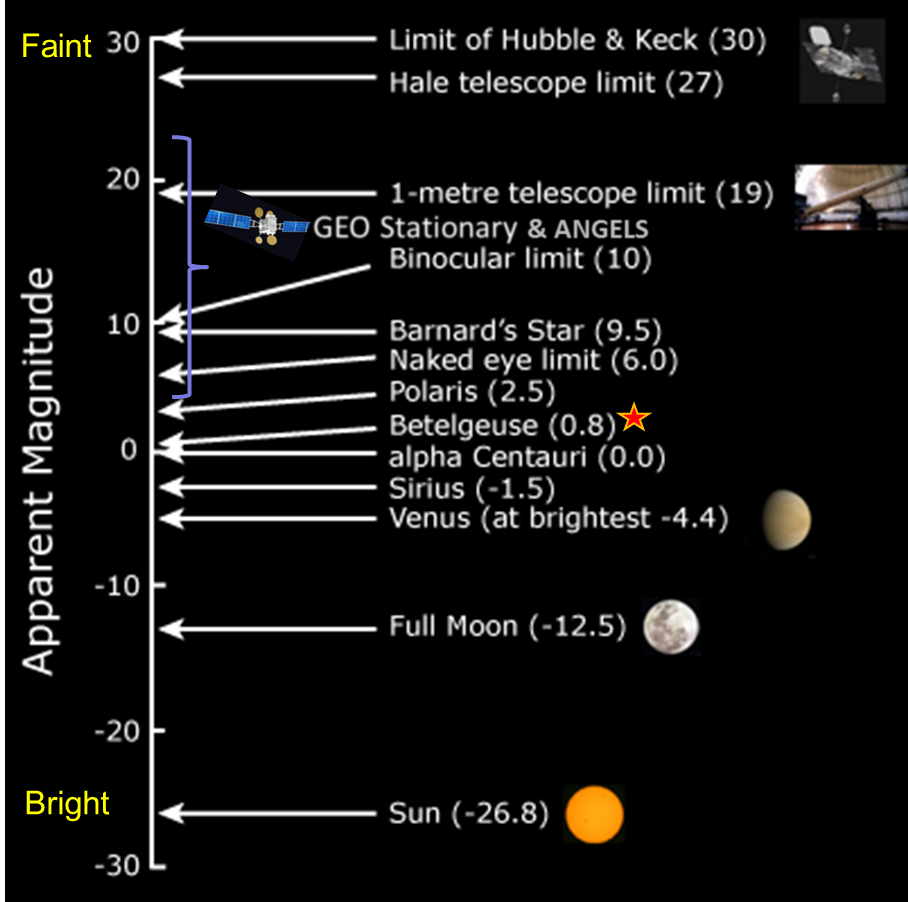 Faint
30
Limit of Hubble & Keck (30)
Hale telescope limit (27)
20
1-metre telescope limit (19)
GEO Stationary & ANGELS
Binocular limit (10)
10
Barnard's Star (9.5)
Naked eye limit (6.0)
Polaris (2.5)
Betelgeuse (0.8)
0
alpha Centauri (0.0)
Sirius (-1.5)
Venus (at brightest -4.4)
-10
Full Moon (-12.5)
-20
Bright
Sun (-26.8)
-30
Apparent Magnitude